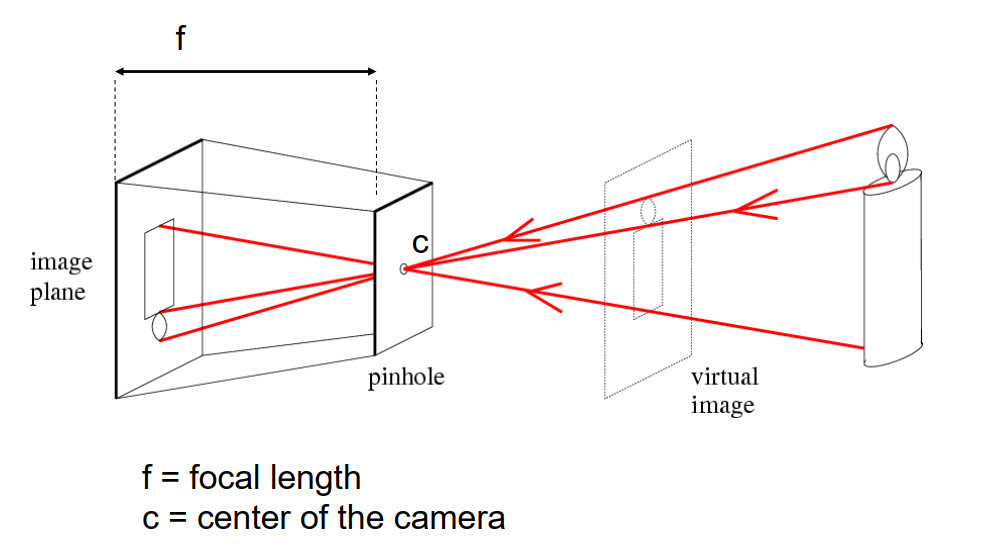 f
c
image
plane
pinhole
virtual
image
f = focal length
c = center of the camera